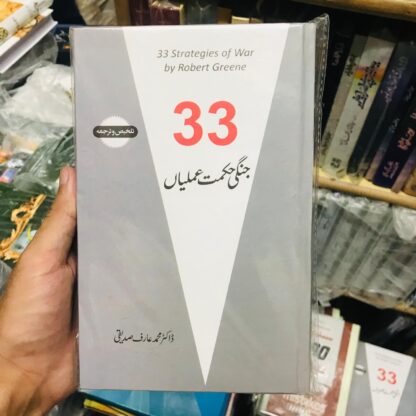 33 Strategies of War
by Robert Greene
33
تلخیص و ترجمہ
جنگی حکمت عملیاں
ڈاکٹر محمد عارف صدیقی
33